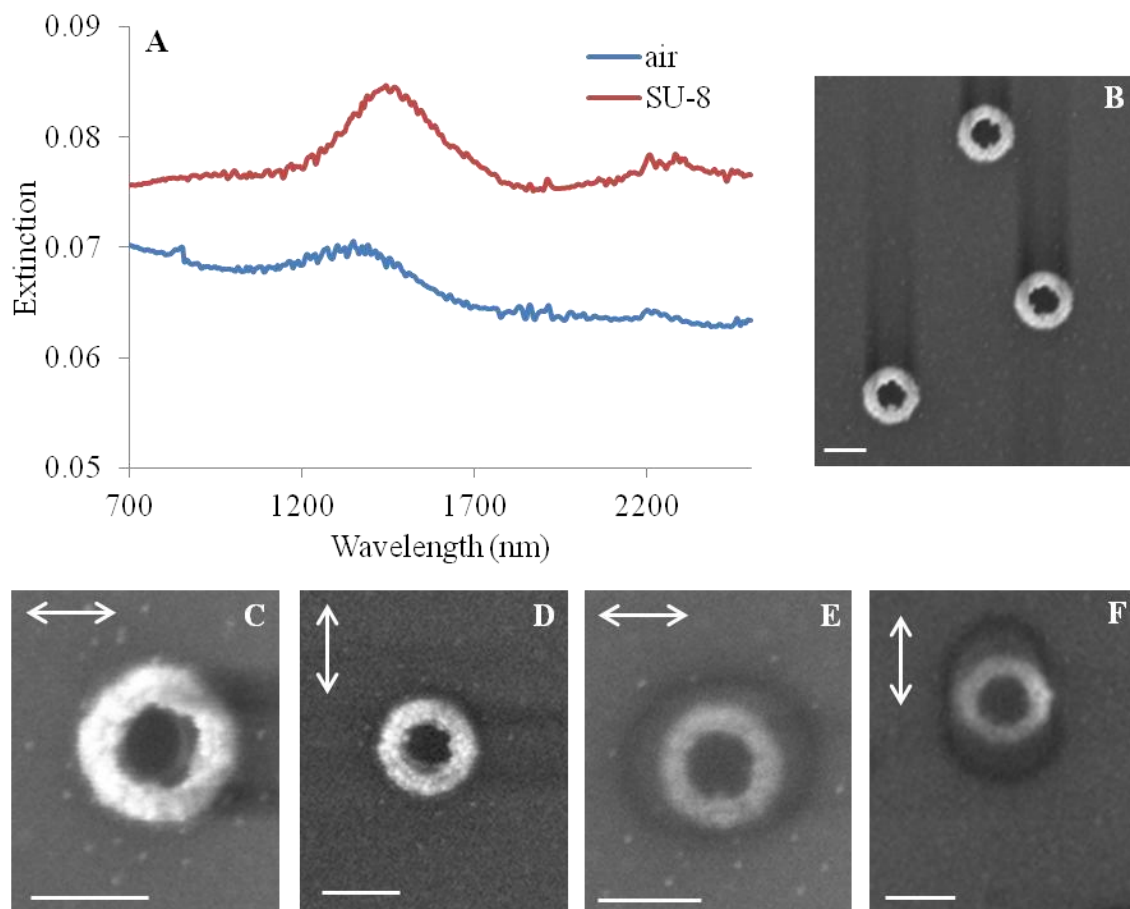 0.09
A
air
SU-8
B
0.08
0.07
Extinction
0.06
0.05
700
1200
1700
2200
Wavelength (nm)
C
D
E
F